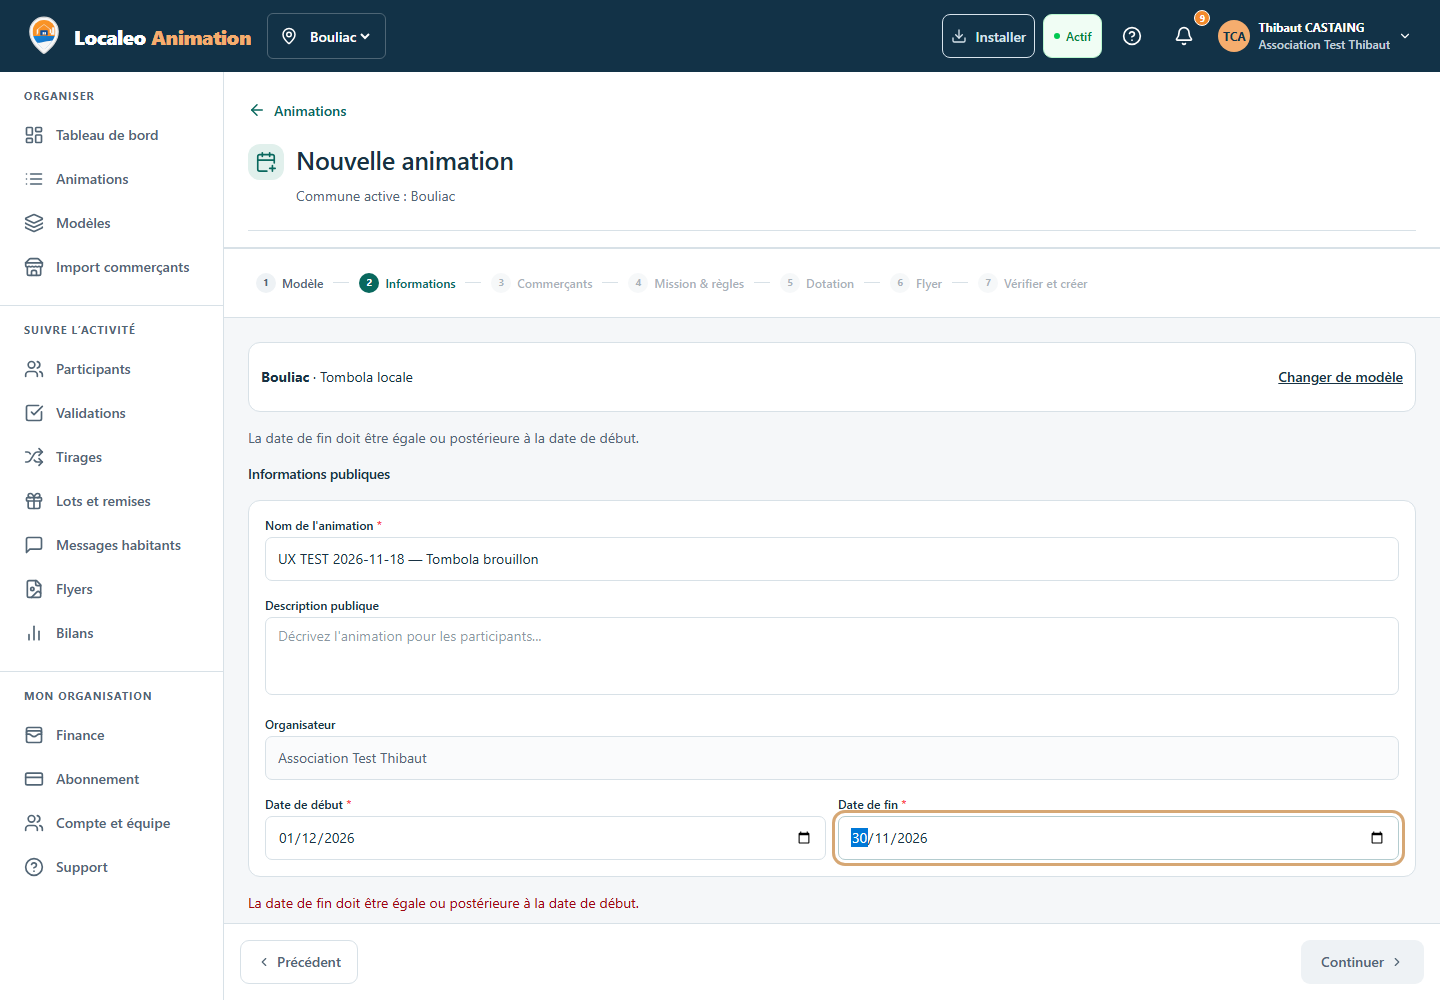 Localeo Animation
Bouliac
Installer
Actif
9
TCA
Thibaut CASTAING
Association Test Thibaut
ORGANISER
Tableau de bord
Animations
Modèles
Import commerçants
SUIVRE L'ACTIVITÉ
Participants
Validations
Tirages
Lots et remises
Messages habitants
Flyers
Bilans
MON ORGANISATION
Finance
Abonnement
Compte et équipe
Support
Animations
Nouvelle animation
Commune active : Bouliac
1 Modèle
2 Informations
3 Commerçants
4 Mission & règles
5 Dotation
6 Flyer
7 Vérifier et créer
Bouliac · Tombola locale
Changer de modèle
La date de fin doit être égale ou postérieure à la date de début.
Informations publiques
Nom de l'animation *
UX TEST 2026-11-18 — Tombola brouillon
Description publique
Décrivez l'animation pour les participants...
Organisateur
Association Test Thibaut
Date de début *
01/12/2026
Date de fin *
30/11/2026
La date de fin doit être égale ou postérieure à la date de début.
Précédent
Continuer